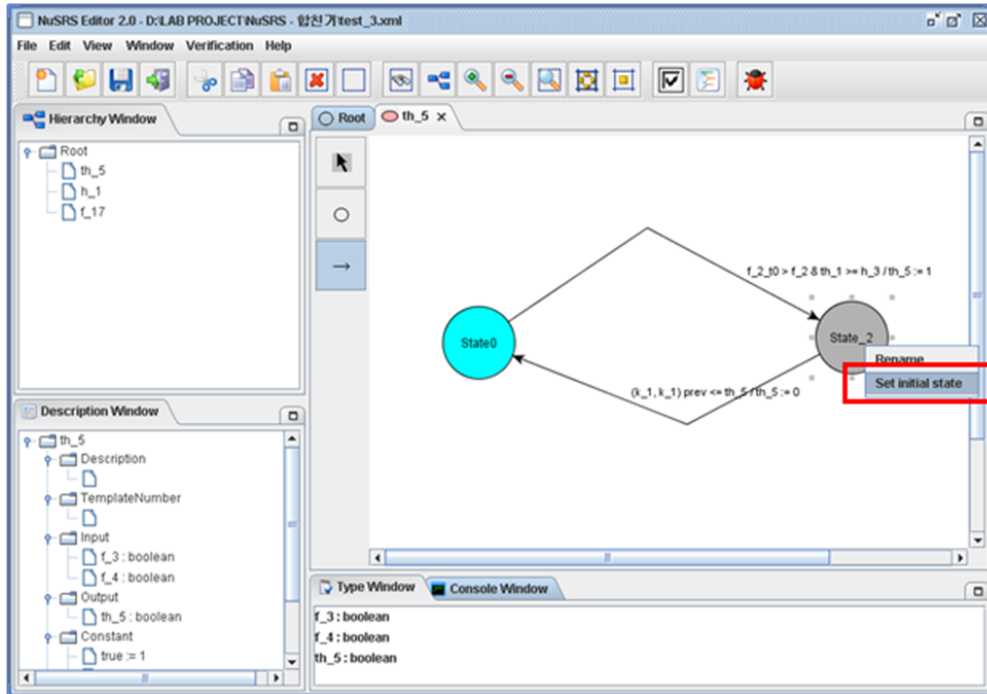 NuSRS Editor 2.0 - D:\LAB PROJECT\NuSRS - 합친거\test_3.xml
File Edit View Window Verification Help
Hierarchy Window
Root
th_5
h_1
f_17
Root th_5 x
f_2_t0 > f_2 & th_1 >= h_3 / th_5 := 1
State0
State_2
Rename
Set initial state
(k_1, k_1) prev <= th_5 / th_5 := 0
Description Window
th_5
Description
TemplateNumber
Input
f_3 : boolean
f_4 : boolean
Output
th_5 : boolean
Constant
true := 1
Type Window Console Window
f_3 : boolean
f_4 : boolean
th_5 : boolean